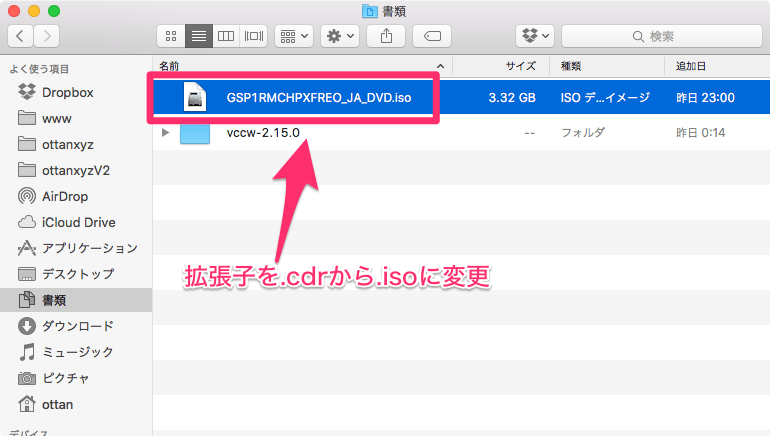 書類
検索
よく使う項目
Dropbox
www
ottanxyz
ottanxyzV2
AirDrop
iCloud Drive
アプリケーション
デスクトップ
書類
ダウンロード
ミュージック
ピクチャ
ottan
デバイス
名前 サイズ 種類 追加日
GSP1RMCHPXFREO_JA_DVD.iso 3.32 GB ISO デ...イメージ 昨日 23:00
vccw-2.15.0 -- フォルダ 昨日 0:14
拡張子を.cdrから.isoに変更